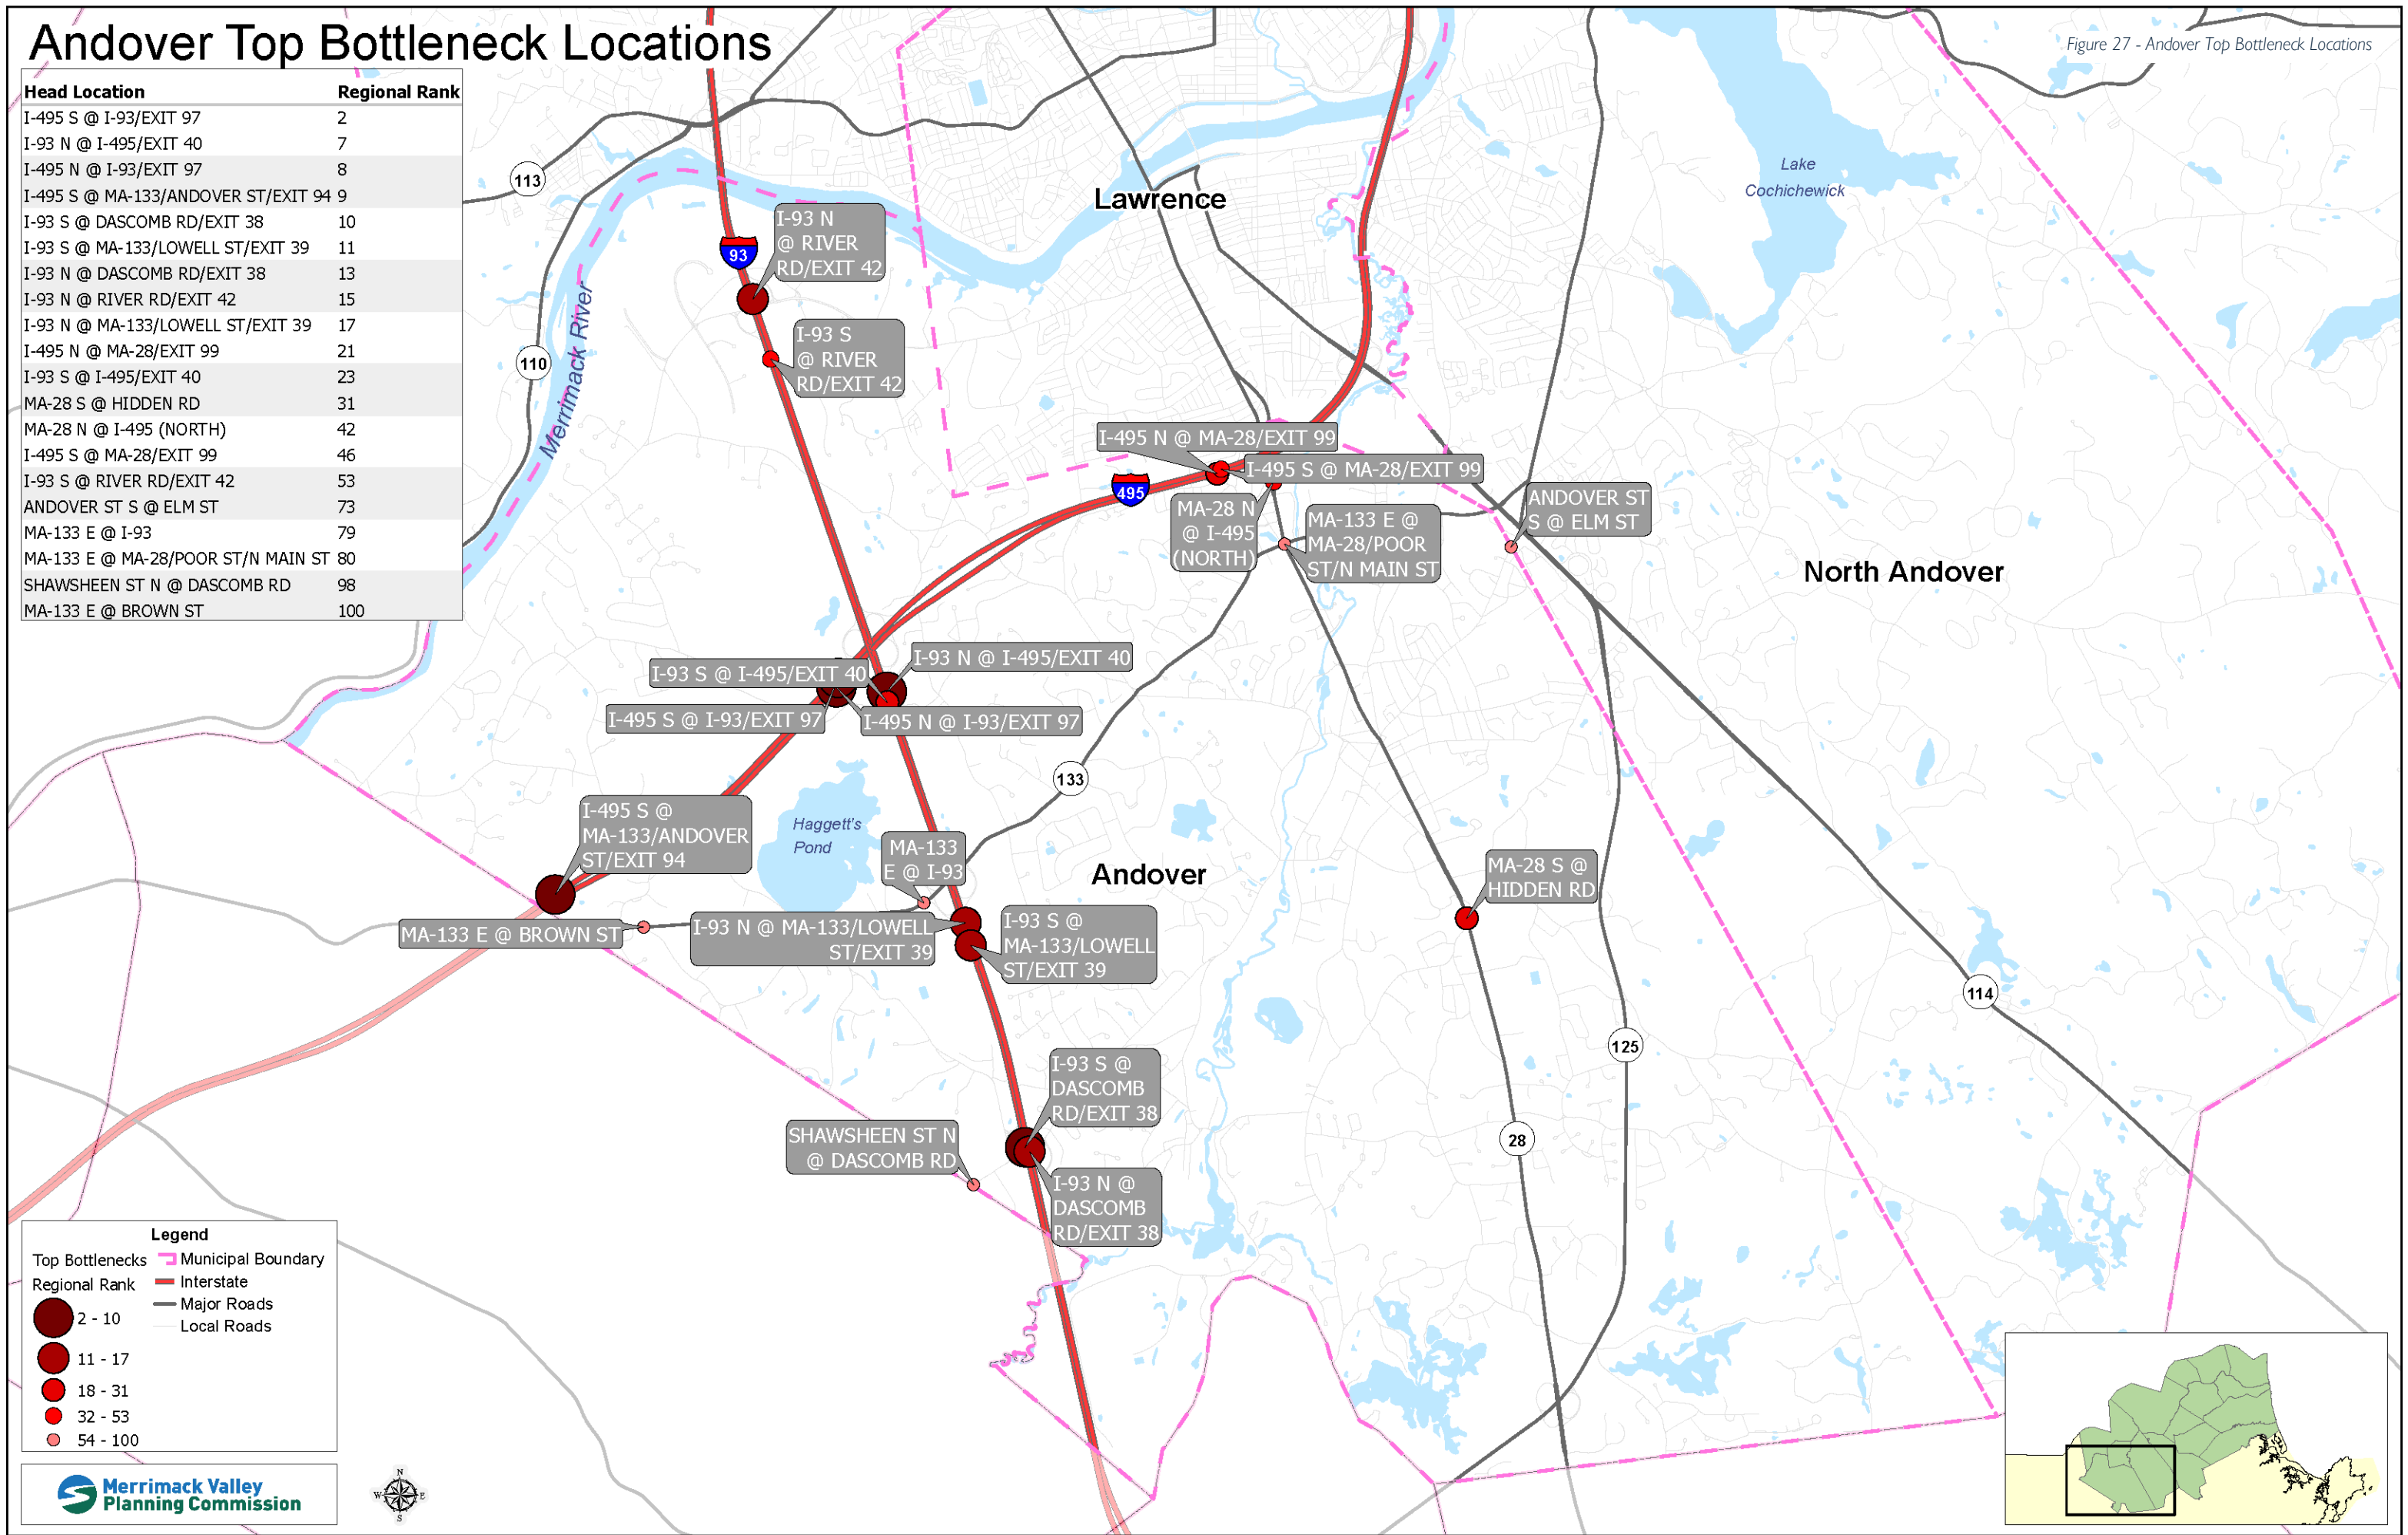 Andover Top Bottleneck Locations
Figure 27 - Andover Top Bottleneck Locations
Head Location Regional Rank
I-495 S @ I-93/EXIT 97 2
I-93 N @ I-495/EXIT 40 7
I-495 N @ I-93/EXIT 97 8
I-495 S @ MA-133/ANDOVER ST/EXIT 94 9
I-93 S @ DASCOMB RD/EXIT 38 10
I-93 S @ MA-133/LOWELL ST/EXIT 39 11
I-93 N @ DASCOMB RD/EXIT 38 13
I-93 N @ RIVER RD/EXIT 42 15
I-93 N @ MA-133/LOWELL ST/EXIT 39 17
I-495 N @ MA-28/EXIT 99 21
I-93 S @ I-495/EXIT 40 23
MA-28 S @ HIDDEN RD 31
MA-28 N @ I-495 (NORTH) 42
I-495 S @ MA-28/EXIT 99 46
I-93 S @ RIVER RD/EXIT 42 53
ANDOVER ST S @ ELM ST 73
MA-133 E @ I-93 79
MA-133 E @ MA-28/POOR ST/N MAIN ST 80
SHAWSHEEN ST N @ DASCOMB RD 98
MA-133 E @ BROWN ST 100
113
110
Merrimack River
93
I-93 N
@ RIVER
RD/EXIT 42
I-93 S
@ RIVER
RD/EXIT 42
Lawrence
Lake
Cochichewick
I-495 N @ MA-28/EXIT 99
I-495 S @ MA-28/EXIT 99
495
MA-28 N
@ I-495
(NORTH)
MA-133 E @
MA-28/POOR
ST/N MAIN ST
ANDOVER ST
S @ ELM ST
North Andover
I-93 S @ I-495/EXIT 40
I-93 N @ I-495/EXIT 40
I-495 S @ I-93/EXIT 97
I-495 N @ I-93/EXIT 97
133
I-495 S @
MA-133/ANDOVER
ST/EXIT 94
Haggett's
Pond
MA-133
E @ I-93
Andover
MA-28 S @
HIDDEN RD
MA-133 E @ BROWN ST
I-93 N @ MA-133/LOWELL
ST/EXIT 39
I-93 S @
MA-133/LOWELL
ST/EXIT 39
114
125
I-93 S @
DASCOMB
RD/EXIT 38
SHAWSHEEN ST N
@ DASCOMB RD
28
I-93 N @
DASCOMB
RD/EXIT 38
Legend
Top Bottlenecks
Regional Rank
2 - 10
11 - 17
18 - 31
32 - 53
54 - 100
Municipal Boundary
Interstate
Major Roads
Local Roads
Merrimack Valley
Planning Commission
N
W E
S